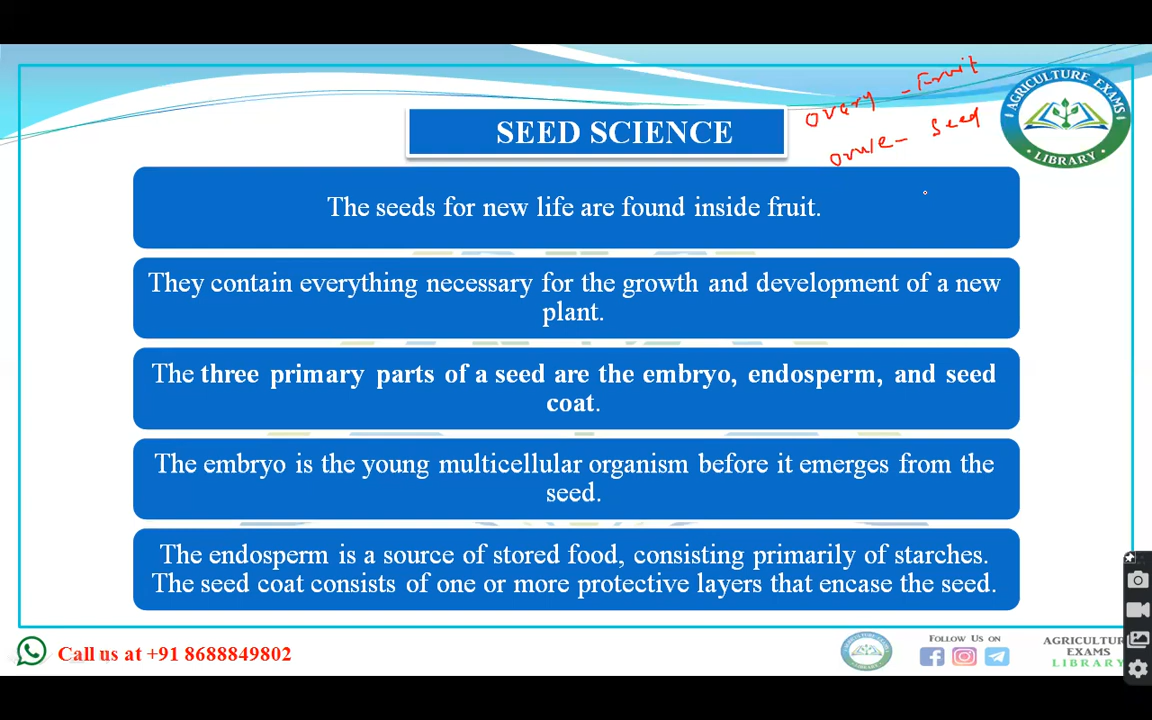 ovary - Fruit
ovule - Seed
AGRICULTURE EXAMS
LIBRARY
SEED SCIENCE
The seeds for new life are found inside fruit.
They contain everything necessary for the growth and development of a new
plant.
The three primary parts of a seed are the embryo, endosperm, and seed
coat.
The embryo is the young multicellular organism before it emerges from the
seed.
The endosperm is a source of stored food, consisting primarily of starches.
The seed coat consists of one or more protective layers that encase the seed.
Call us at +91 8688849802
FOLLOW US ON
AGRICULTUR
EXAMS
LIBRARY